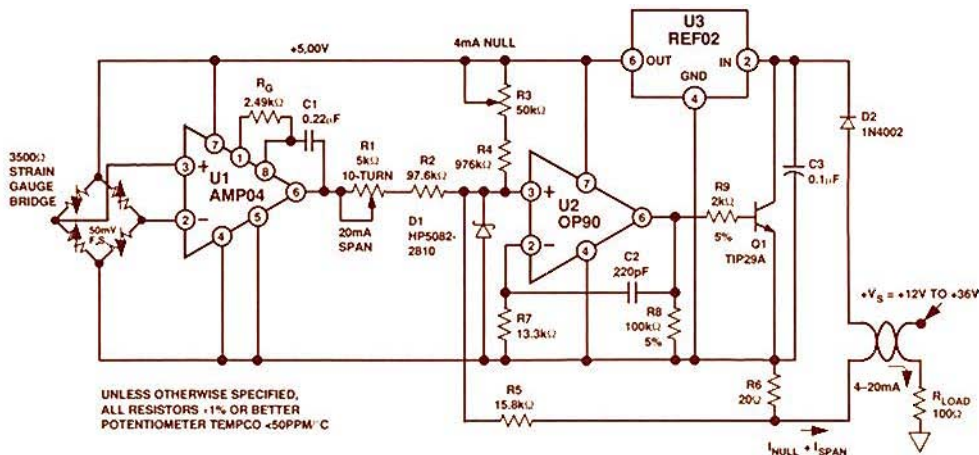 U3
REF02
6 OUT
IN 2
GND
4
+5,00V
4mA NULL
RG
2.49kΩ
C1
0.22µF
R3
50kΩ
D2
1N4002
3500Ω
STRAIN
GAUGE
BRIDGE
50mV
F.S.
7
1
8
3 +
U1
AMP04
6
2 −
5
4
R1
5kΩ
10-TURN
20mA
SPAN
R2
97.6kΩ
R4
976kΩ
D1
HP5082-
2810
7
3 +
U2
OP90
6
2 −
4
R9
2kΩ
5%
Q1
TIP29A
C3
0.1µF
C2
220pF
R7
13.3kΩ
R8
100kΩ
5%
+VS = +12V TO +36V
R6
20Ω
4–20mA
RLOAD
100Ω
R5
15.8kΩ
INULL + ISPAN
UNLESS OTHERWISE SPECIFIED,
ALL RESISTORS ±1% OR BETTER
POTENTIOMETER TEMPCO <50PPM/°C